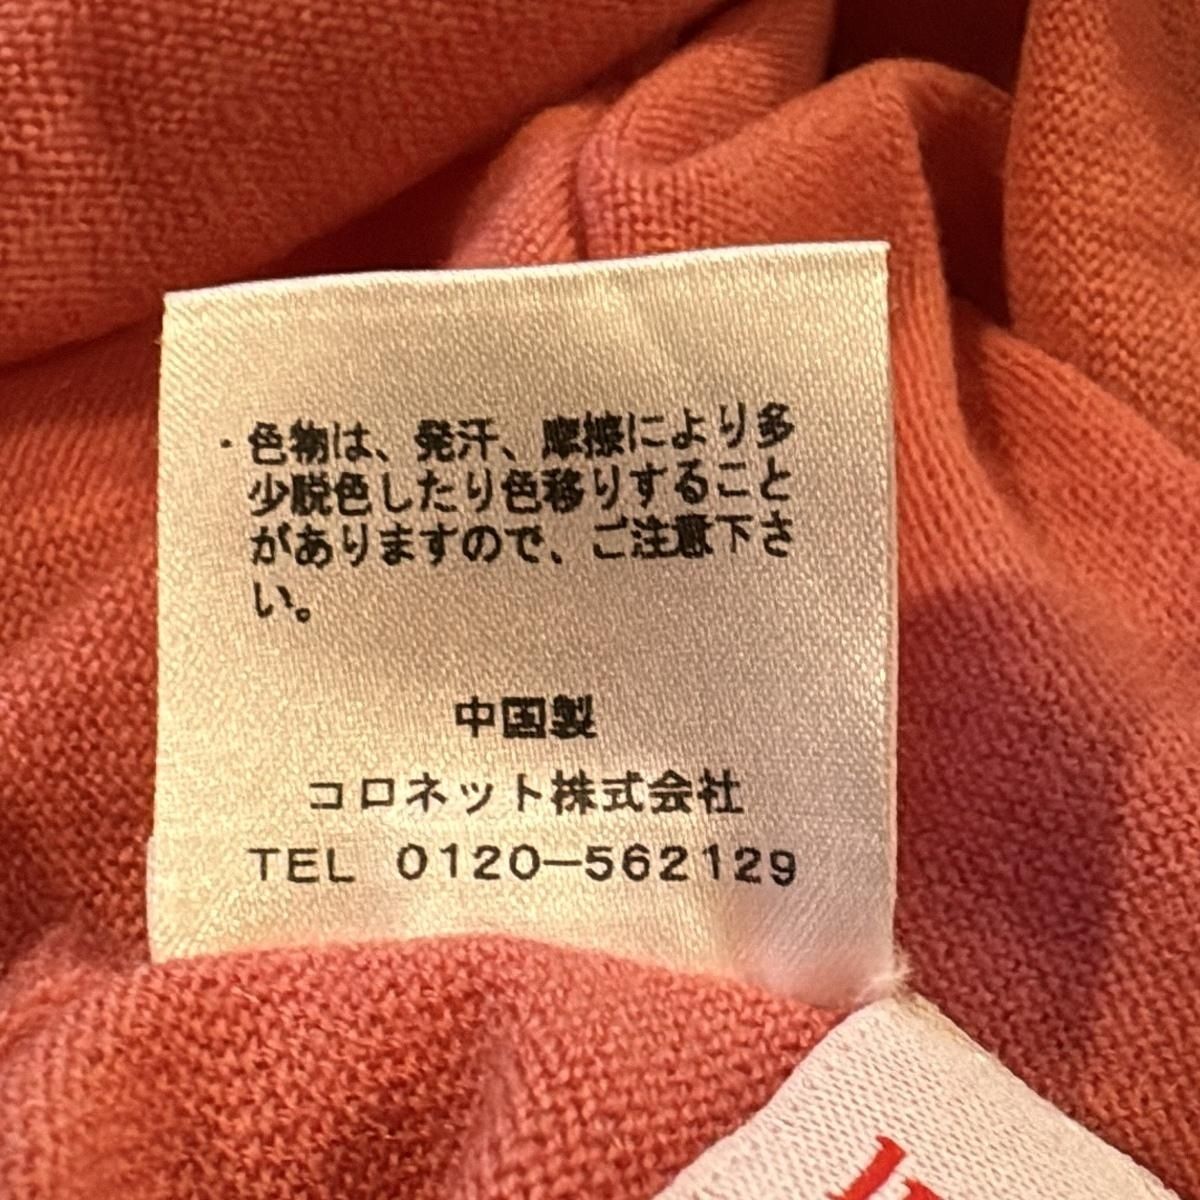 ・色物は、発汗、摩擦により多
少脱色したり色移りすること
がありますので、ご注意下さ
い。
中国製
コロネット株式会社
TEL 0120-562129